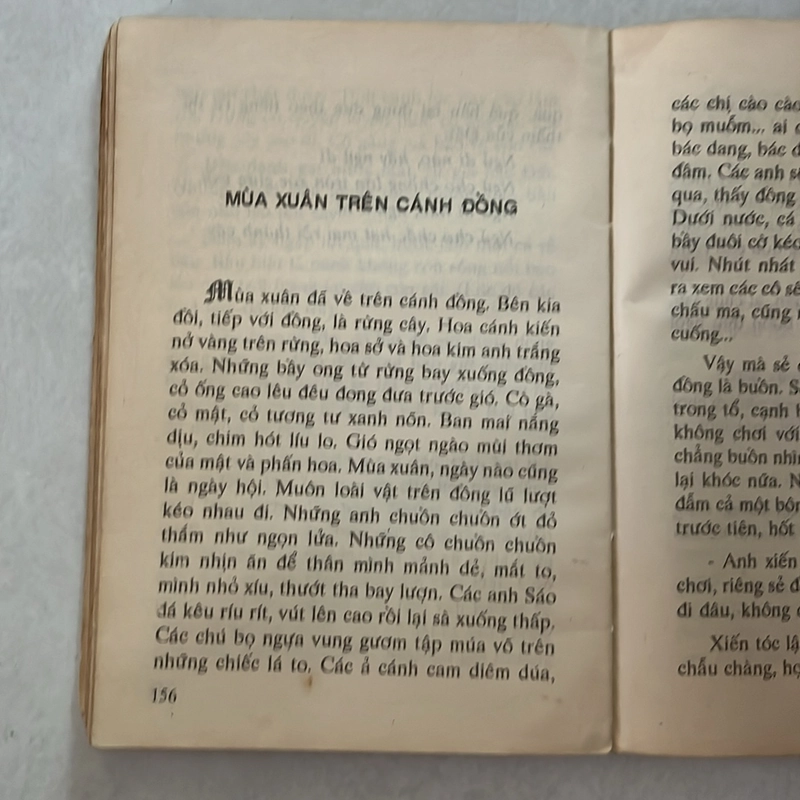 MÙA XUÂN TRÊN CÁNH ĐỒNG
Mùa xuân đã về trên cánh đồng. Bên kia
đồi, tiếp với đồng, là rừng cây. Hoa cánh kiến
nở vàng trên rừng, hoa sở và hoa kim anh trắng
xóa. Những bầy ong từ rừng bay xuống đồng,
cỏ ống cao lêu đêu đong đưa trước gió. Cỏ gà,
cỏ mật, cỏ tương tư xanh nõn. Ban mai nắng
dịu, chim hót líu lo. Gió ngọt ngào mùi thơm
của mật và phấn hoa. Mùa xuân, ngày nào cũng
là ngày hội. Muôn loài vật trên đồng lũ lượt
kéo nhau đi. Những anh chuồn chuồn ớt đỏ
thắm như ngọn lửa. Những cô chuồn chuồn
kim nhịn ăn để thân mình mảnh dẻ, mắt to,
mình nhỏ xíu, thướt tha bay lượn. Các anh Sáo
đá kêu ríu rít, vút lên cao rồi lại sà xuống thấp.
Các chú bọ ngựa vung gươm tập múa võ trên
những chiếc lá to. Các ả cánh cam diêm dúa,
156
các chị cào cào
bọ muỗm... ai
bác dang, bác
đâm. Các anh
qua, thấy đông
Dưới nước, cá
bầy đuôi cờ kéo
vui. Nhút nhát
ra xem các cô
chấu ma, cũng
cuống...
Vậy mà sẻ
đồng là buồn.
trong tổ, cạnh
không chơi với
chẳng buồn
lại khóc nữa.
đẫm cả một
trước tiên, hốt
- Anh xiến
chơi, riêng sẻ
đi đâu, không
Xiến tóc
chẫu chàng,